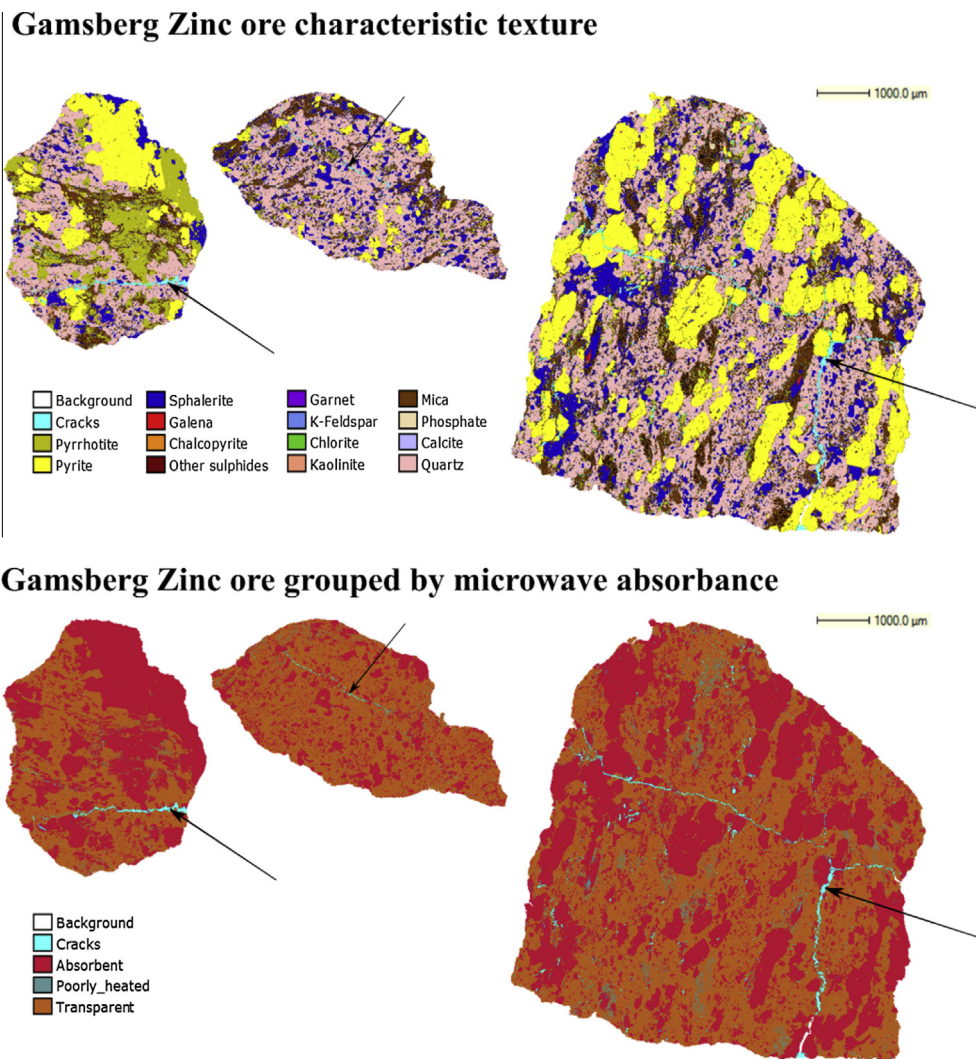 Gamsberg Zinc ore characteristic texture
1000.0 µm
Background
Cracks
Pyrrhotite
Pyrite
Sphalerite
Galena
Chalcopyrite
Other sulphides
Garnet
K-Feldspar
Chlorite
Kaolinite
Mica
Phosphate
Calcite
Quartz
Gamsberg Zinc ore grouped by microwave absorbance
1000.0 µm
Background
Cracks
Absorbent
Poorly_heated
Transparent